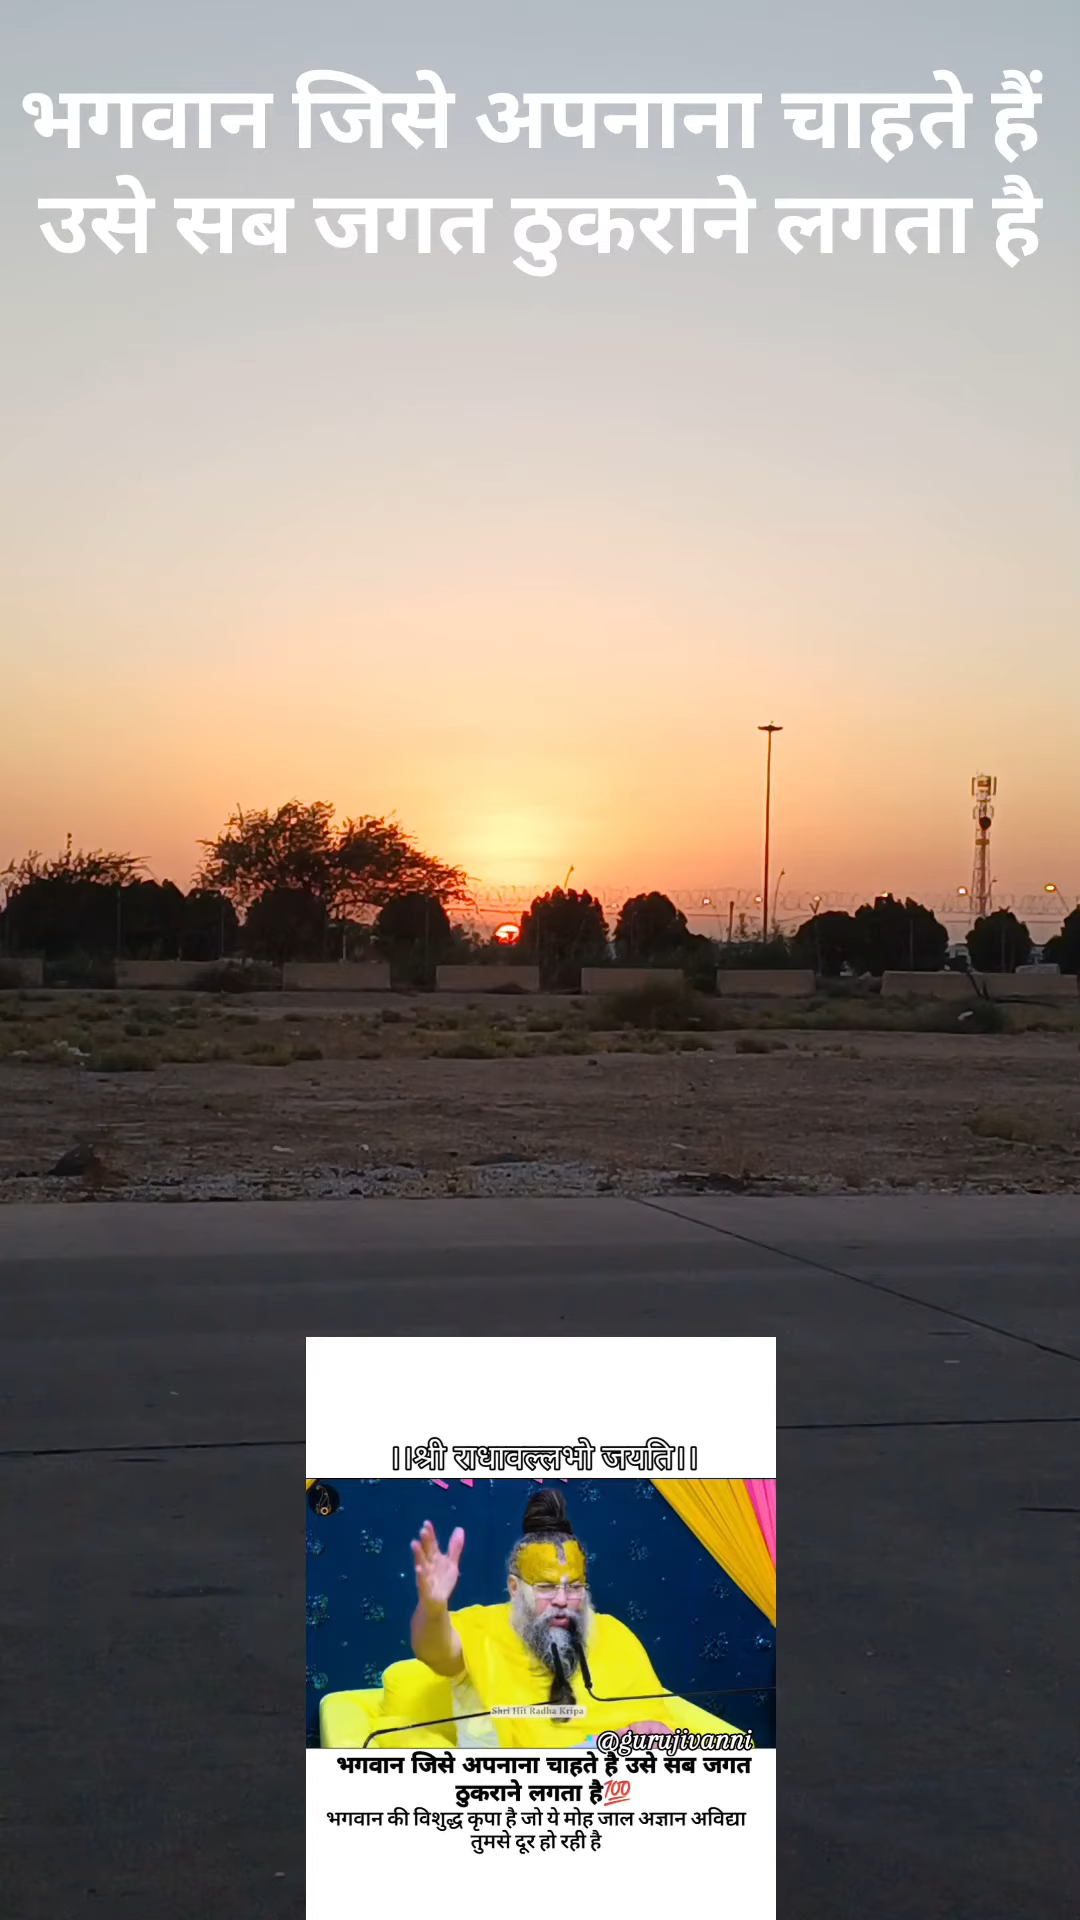 भगवान जिसे अपनाना चाहते हैं
उसे सब जगत ठुकराने लगता है
।।श्री राधावल्लभो जयति।।
Shri Hit Radha Kripa
@gurujivanni
भगवान जिसे अपनाना चाहते है उसे सब जगत
ठुकराने लगता है💯
भगवान की विशुद्ध कृपा है जो ये मोह जाल अज्ञान अविद्या
तुमसे दूर हो रही है